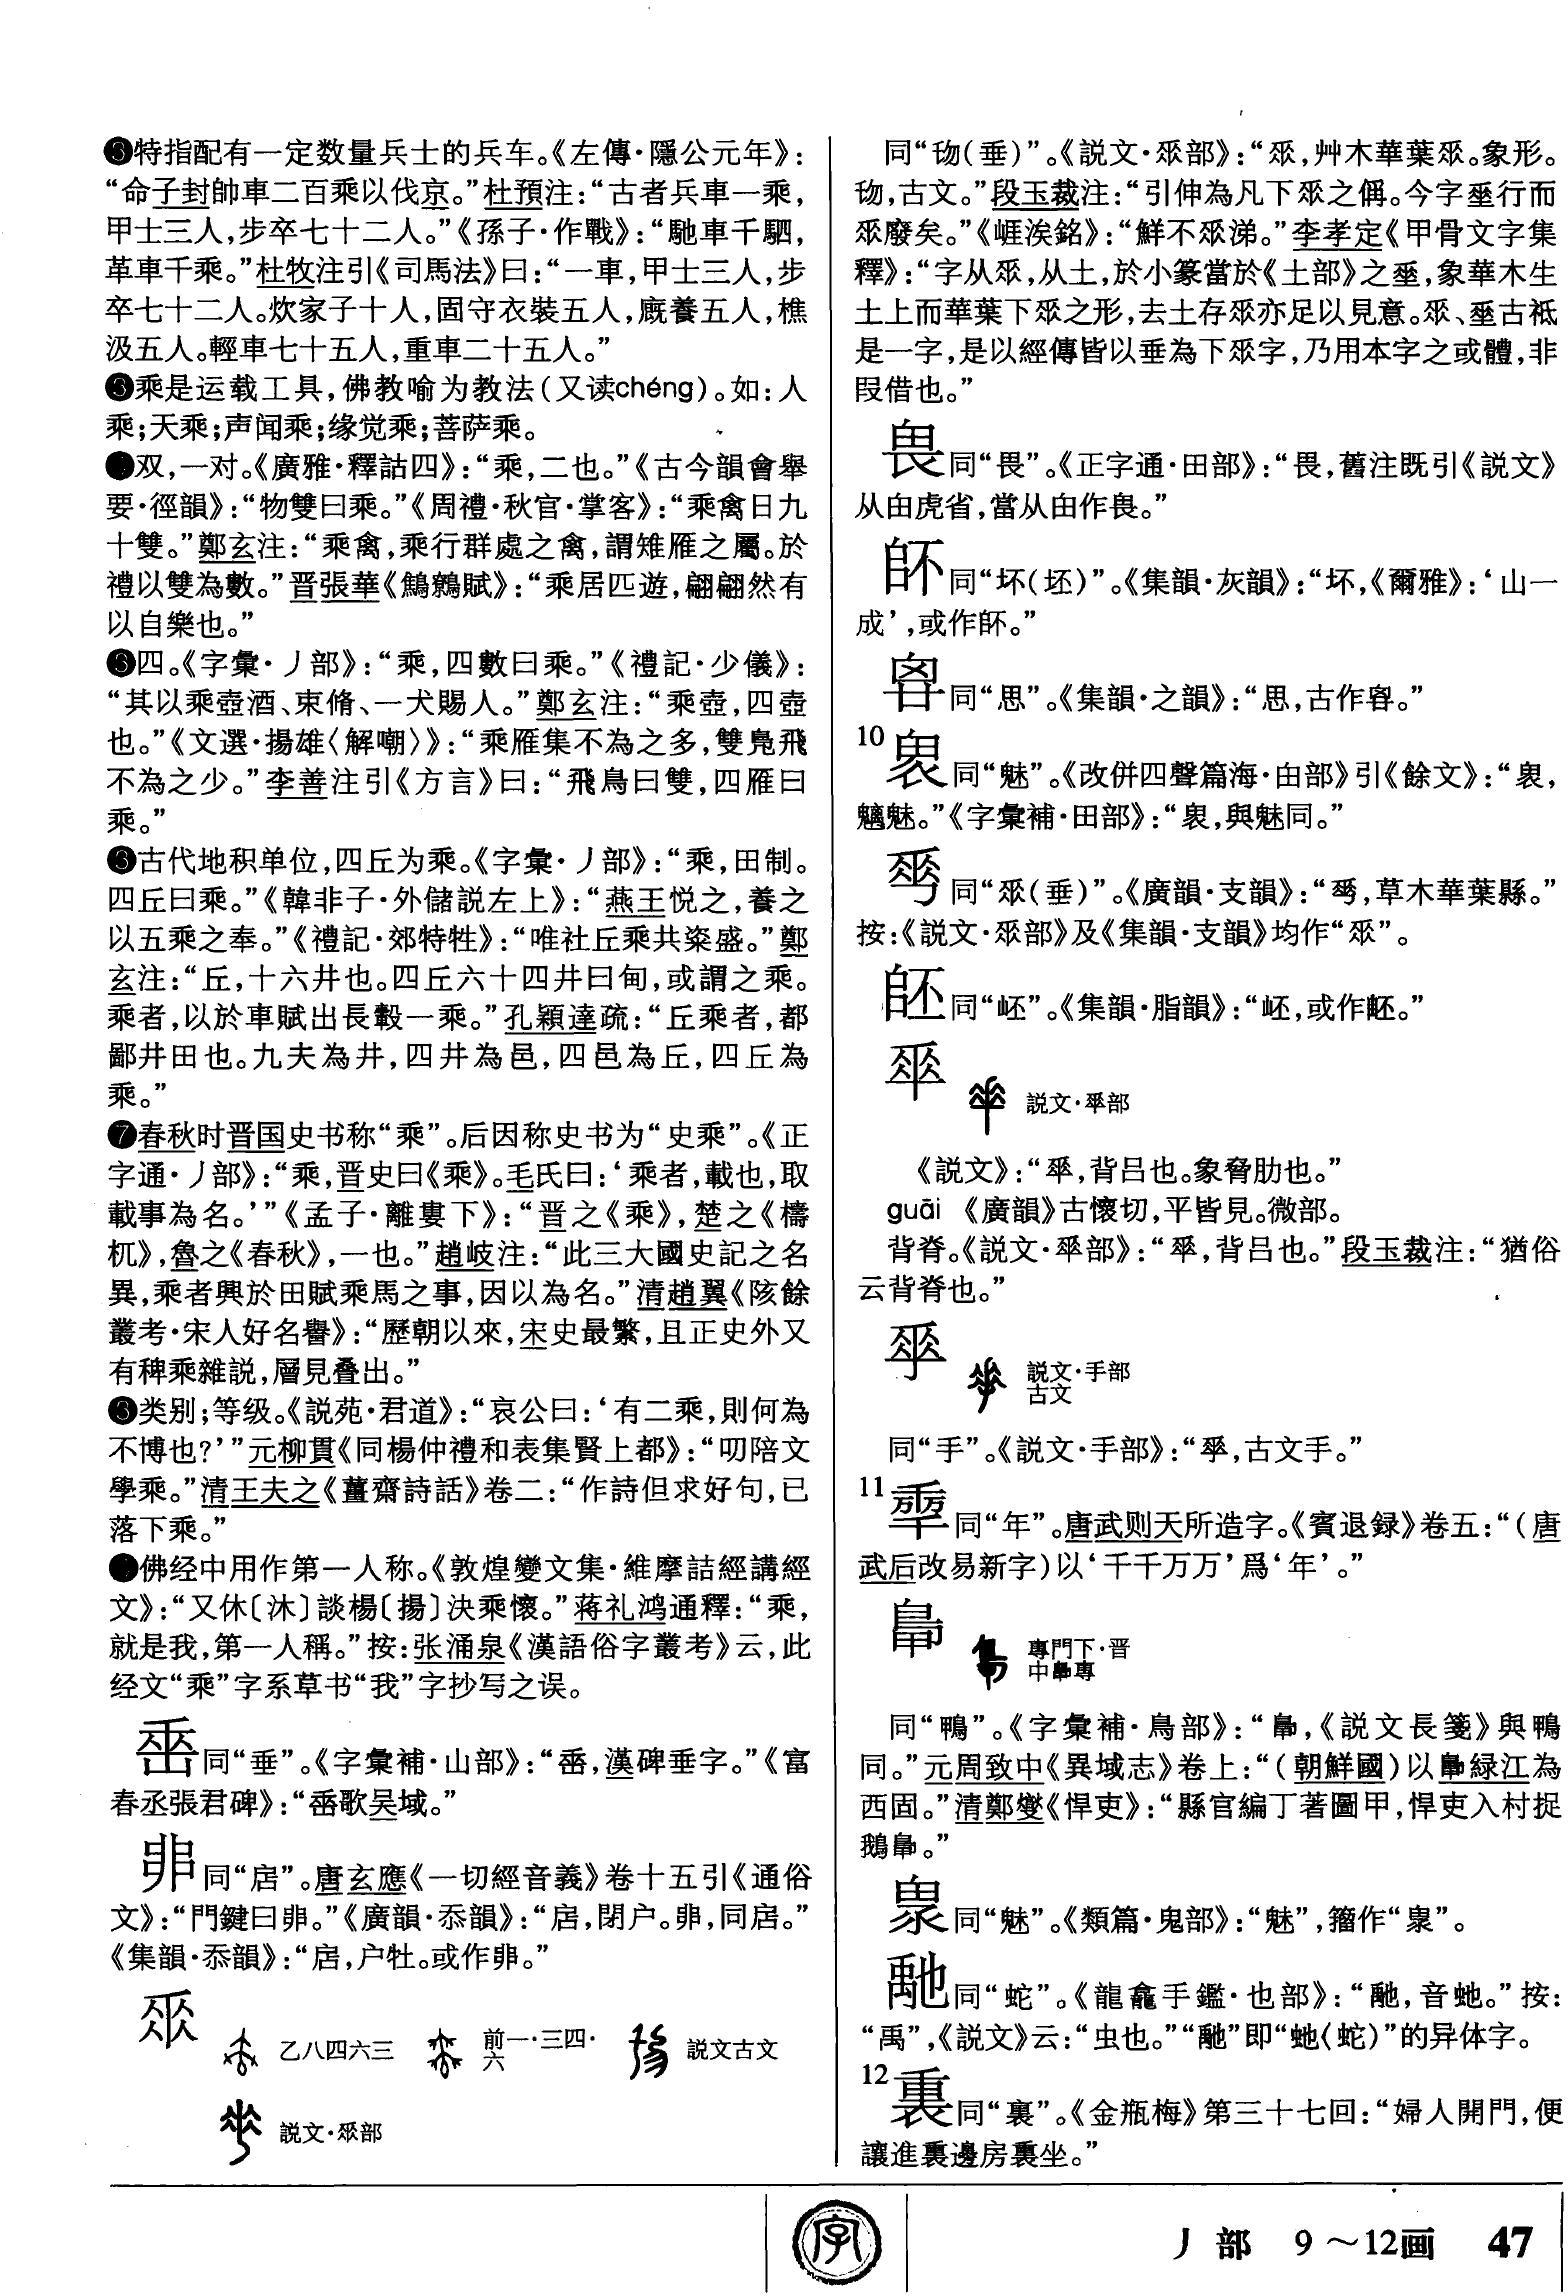 ❸特指配有一定数量兵士的兵车。《左傳·隱公元年》：
“命子封帥車二百乘以伐京。”杜預注：“古者兵車一乘，
甲士三人，步卒七十二人。”《孫子·作戰》：“馳車千駟，
革車千乘。”杜牧注引《司馬法》曰：“一車，甲士三人，步
卒七十二人。炊家子十人，固守衣裝五人，廐養五人，樵
汲五人。輕車七十五人，重車二十五人。”
❸乘是运载工具，佛教喻为教法（又读chéng）。如：人
乘；天乘；声闻乘；缘觉乘；菩萨乘。
双，一对。《廣雅·釋詁四》：“乘，二也。”《古今韻會舉
要·徑韻》：“物雙曰乘。”《周禮·秋官·掌客》：“乘禽日九
十雙。”鄭玄注：“乘禽，乘行群處之禽，謂雉雁之屬。於
禮以雙為數。”晋張華《鷦鷯賦》：“乘居匹遊，翩翩然有
以自樂也。”
❸四。《字彙·丿部》：“乘，四數曰乘。”《禮記·少儀》：
“其以乘壺酒、束脩、一犬賜人。”鄭玄注：“乘壺，四壺
也。”《文選·揚雄〈解嘲〉》：“乘雁集不為之多，雙鳧飛
不為之少。”李善注引《方言》曰：“飛鳥曰雙，四雁曰
乘。”
❸古代地积单位，四丘为乘。《字彙·丿部》：“乘，田制。
四丘曰乘。”《韓非子·外儲説左上》：“燕王悦之，養之
以五乘之奉。”《禮記·郊特牲》：“唯社丘乘共粢盛。”鄭
玄注：“丘，十六井也。四丘六十四井曰甸，或謂之乘。
乘者，以於車賦出長轂一乘。”孔穎達疏：“丘乘者，都
鄙井田也。九夫為井，四井為邑，四邑為丘，四丘為
乘。”
❼春秋时晋国史书称“乘”。后因称史书为“史乘”。《正
字通·丿部》：“乘，晋史曰《乘》。毛氏曰：‘乘者，載也，取
載事為名。’”《孟子·離婁下》：“晋之《乘》，楚之《檮
杌》，魯之《春秋》，一也。”趙岐注：“此三大國史記之名
異，乘者興於田賦乘馬之事，因以為名。”清趙翼《陔餘
叢考·宋人好名譽》：“歷朝以來，宋史最繁，且正史外又
有稗乘雜説，層見叠出。”
❸类别；等级。《説苑·君道》：“哀公曰：‘有二乘，則何為
不博也？’”元柳貫《同楊仲禮和表集賢上都》：“叨陪文
學乘。”清王夫之《薑齋詩話》卷二：“作詩但求好句，已
落下乘。”
佛经中用作第一人称。《敦煌變文集·維摩詰經講經
文》：“又休〔沐〕談楊〔揚〕決乘懷。”蒋礼鸿通釋：“乘，
就是我，第一人稱。”按：张涌泉《漢語俗字叢考》云，此
经文“乘”字系草书“我”字抄写之误。
同“垂”。《字彙補·山部》：“，漢碑垂字。”《富
春丞張君碑》：“歌吴域。”
同“扂”。唐玄應《一切經音義》卷十五引《通俗
文》：“門鍵曰。”《廣韻·忝韻》：“扂，閉户。，同扂。”
《集韻·忝韻》：“扂，户牡。或作。”
𠂹
乙八四六三 前一·三四·六 説文古文
説文·𠂹部
同“（垂）”。《説文·𠂹部》：“𠂹，艸木華葉𠂹。象形。
，古文。”段玉裁注：“引伸為凡下𠂹之偁。今字垂行而
𠂹廢矣。”《崕涘銘》：“鮮不𠂹涕。”李孝定《甲骨文字集
釋》：“字从𠂹，从土，於小篆當於《土部》之，象華木生
土上而華葉下𠂹之形，去土存𠂹亦足以見意。𠂹、古祇
是一字，是以經傳皆以垂為下𠂹字，乃用本字之或體，非
叚借也。”
同“畏”。《正字通·田部》：“畏，舊注既引《説文》
从甶虎省，當从甶作。”
同“坏（坯）”。《集韻·灰韻》：“坏，《爾雅》：‘山一
成’，或作。”
同“思”。《集韻·之韻》：“思，古作。”
10
同“魅”。《改併四聲篇海·甶部》引《餘文》：“，
魑魅。”《字彙補·田部》：“，與魅同。”
同“𠂹（垂）”。《廣韻·支韻》：“，草木華葉縣。”
按：《説文·𠂹部》及《集韻·支韻》均作“𠂹”。
同“岯”。《集韻·脂韻》：“岯，或作。”
説文·部
《説文》：“，背吕也。象脅肋也。”
guāi 《廣韻》古懷切，平皆見。微部。
背脊。《説文·部》：“，背吕也。”段玉裁注：“猶俗
云背脊也。”
説文·手部
古文
同“手”。《説文·手部》：“，古文手。”
11
同“年”。唐武则天所造字。《賓退録》卷五：“（唐
武后改易新字）以‘千千万万’爲‘年’。”
專門下·晋
中專
同“鴨”。《字彙補·鳥部》：“，《説文長箋》與鴨
同。”元周致中《異域志》卷上：“（朝鮮國）以緑江為
西固。”清鄭燮《悍吏》：“縣官編丁著圖甲，悍吏入村捉
鵝。”
同“魅”。《類篇·鬼部》：“魅”，籀作“”。
同“蛇”。《龍龕手鑑·也部》：“，音虵。”按：
“禹”，《説文》云：“虫也。”“”即“虵（蛇）”的异体字。
12
裏同“裏”。《金瓶梅》第三十七回：“婦人開門，便
讓進裏邊房裏坐。”
字
丿部 9～12画 47